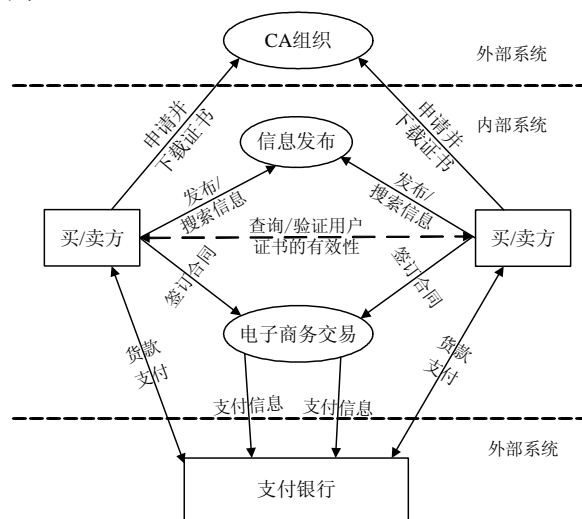 CA组织
外部系统
申请并
下载证书
申请并
下载证书
内部系统
信息发布
发布/
搜索信息
发布/
搜索信息
买/卖方
查询/验证用户
证书的有效性
买/卖方
签订合同
签订合同
电子商务交易
货款
支付
货款
支付
支付信息
支付信息
外部系统
支付银行